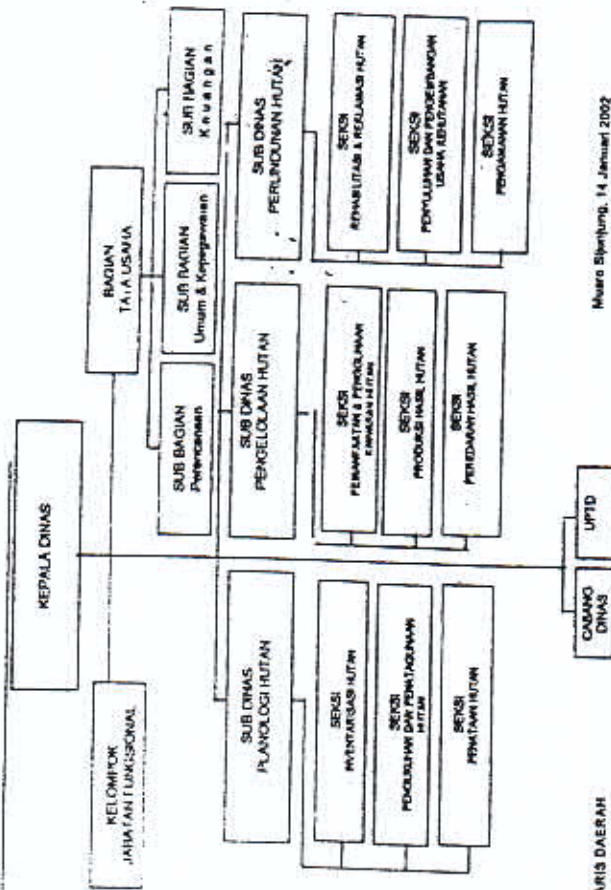 KEPALA DINAS
KELOMPOK
JABATAN FUNGSIONAL
BAGIAN
TATA USAHA
SUB BAGIAN
Perencanaan
SUB BAGIAN
Umum & Kepegawaian
SUB BAGIAN
Keuangan
SUB DINAS
PLANOLOGI HUTAN
SUB DINAS
PENGELOLAAN HUTAN
SUB DINAS
PERLINDUNAN HUTAN
SEKSI
INVENTARISASI HUTAN
SEKSI
PENGUKUHAN DAN PENATAGUNAAN
HUTAN
SEKSI
PENATAAN HUTAN
SEKSI
PEMANFAATAN & PENGGUNAAN
KAWASAN HUTAN
SEKSI
PRODUKSI HASIL HUTAN
SEKSI
PEREDARAN HASIL HUTAN
SEKSI
REHABILITASI & REKLAMASI HUTAN
SEKSI
PENYULUHAN DAN PENGEMBANGAN
USAHA KEHUTANAN
SEKSI
PENGAMANAN HUTAN
CABANG
DINAS
UPTD
ARIS DAERAH
Muaro Sijunjung, 14 Januari 2002